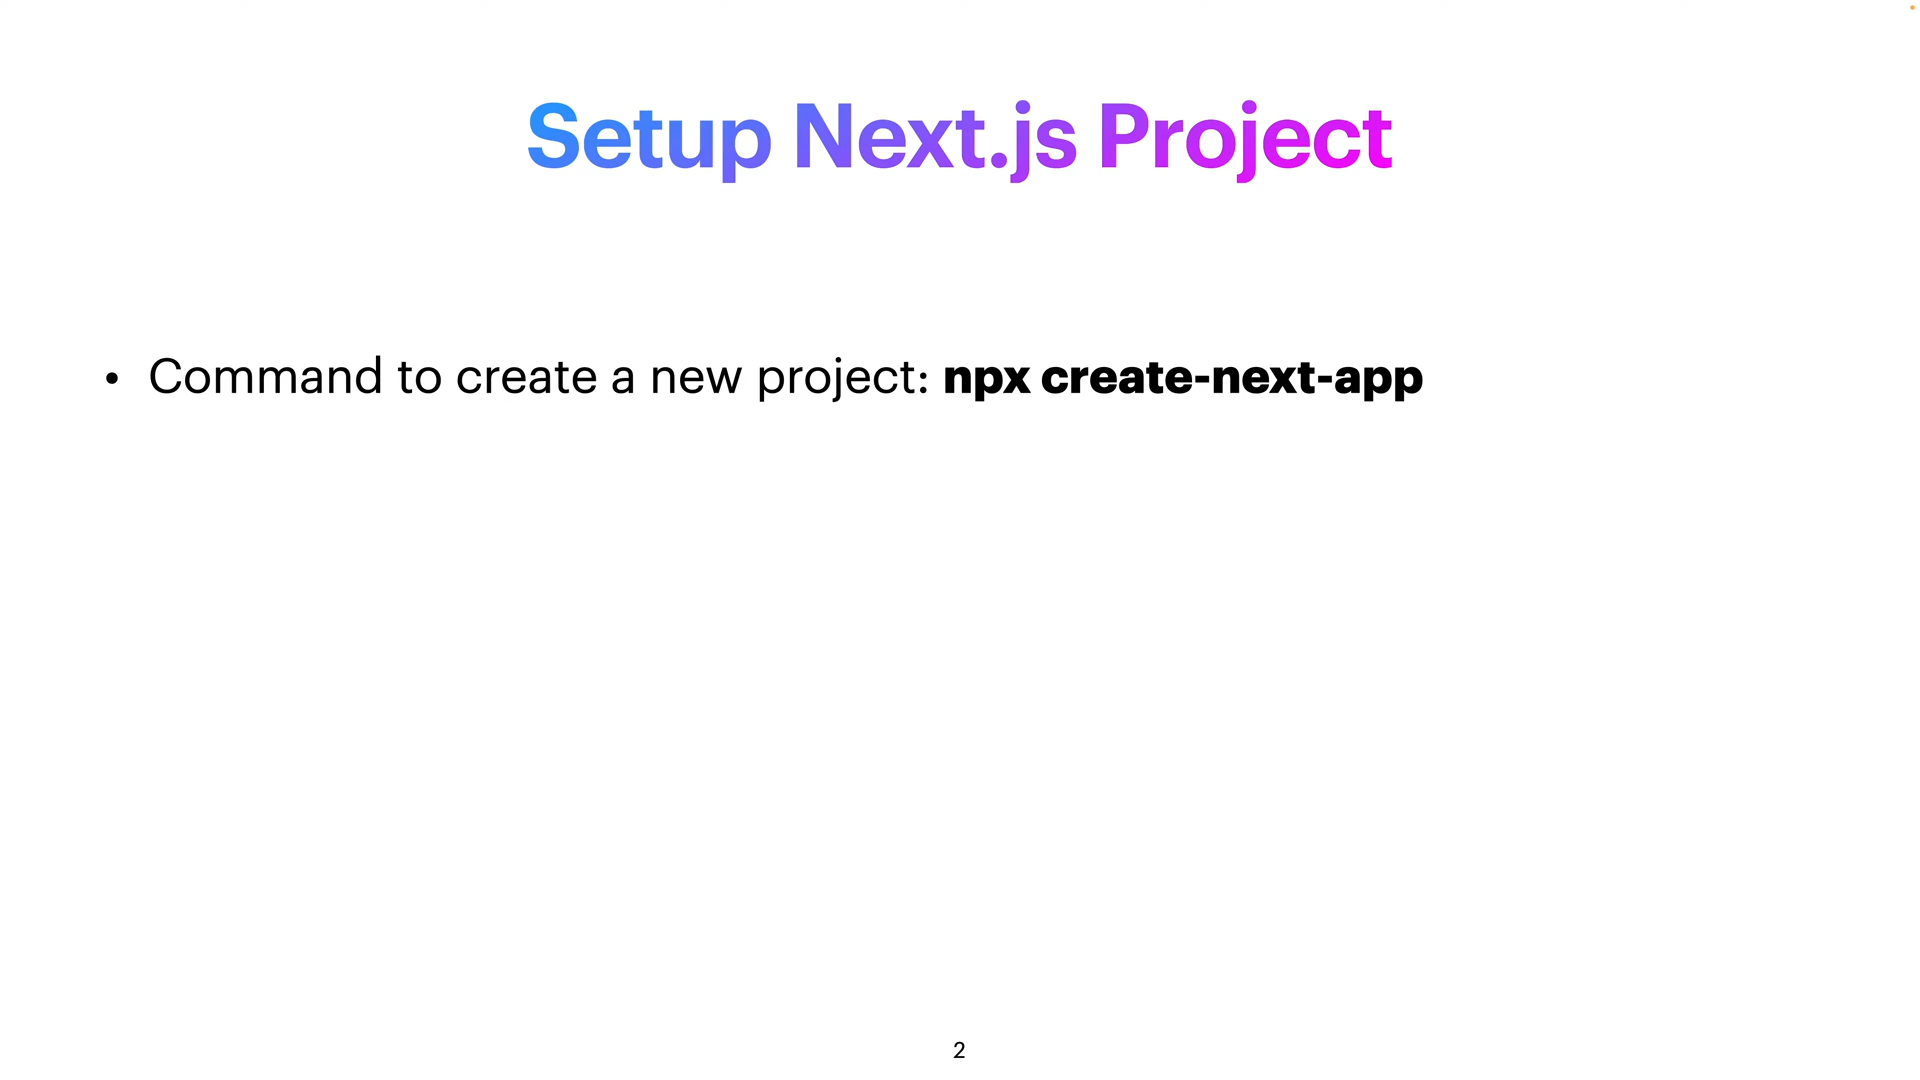 Setup Next.js Project
• Command to create a new project: npx create-next-app
2